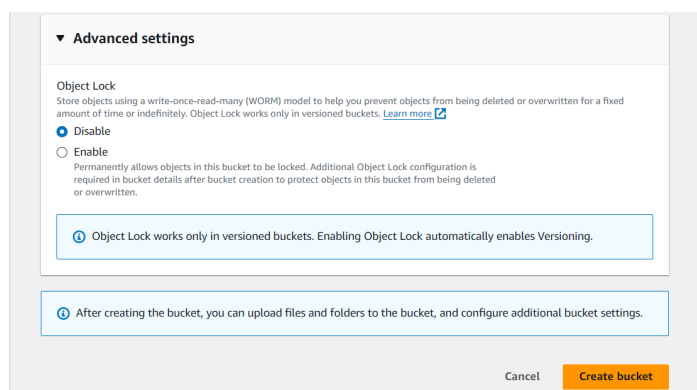 Advanced settings
Object Lock
Store objects using a write-once-read-many (WORM) model to help you prevent objects from being deleted or overwritten for a fixed
amount of time or indefinitely. Object Lock works only in versioned buckets. Learn more
Disable
Enable
Permanently allows objects in this bucket to be locked. Additional Object Lock configuration is
required in bucket details after bucket creation to protect objects in this bucket from being deleted
or overwritten.
Object Lock works only in versioned buckets. Enabling Object Lock automatically enables Versioning.
After creating the bucket, you can upload files and folders to the bucket, and configure additional bucket settings.
Cancel
Create bucket